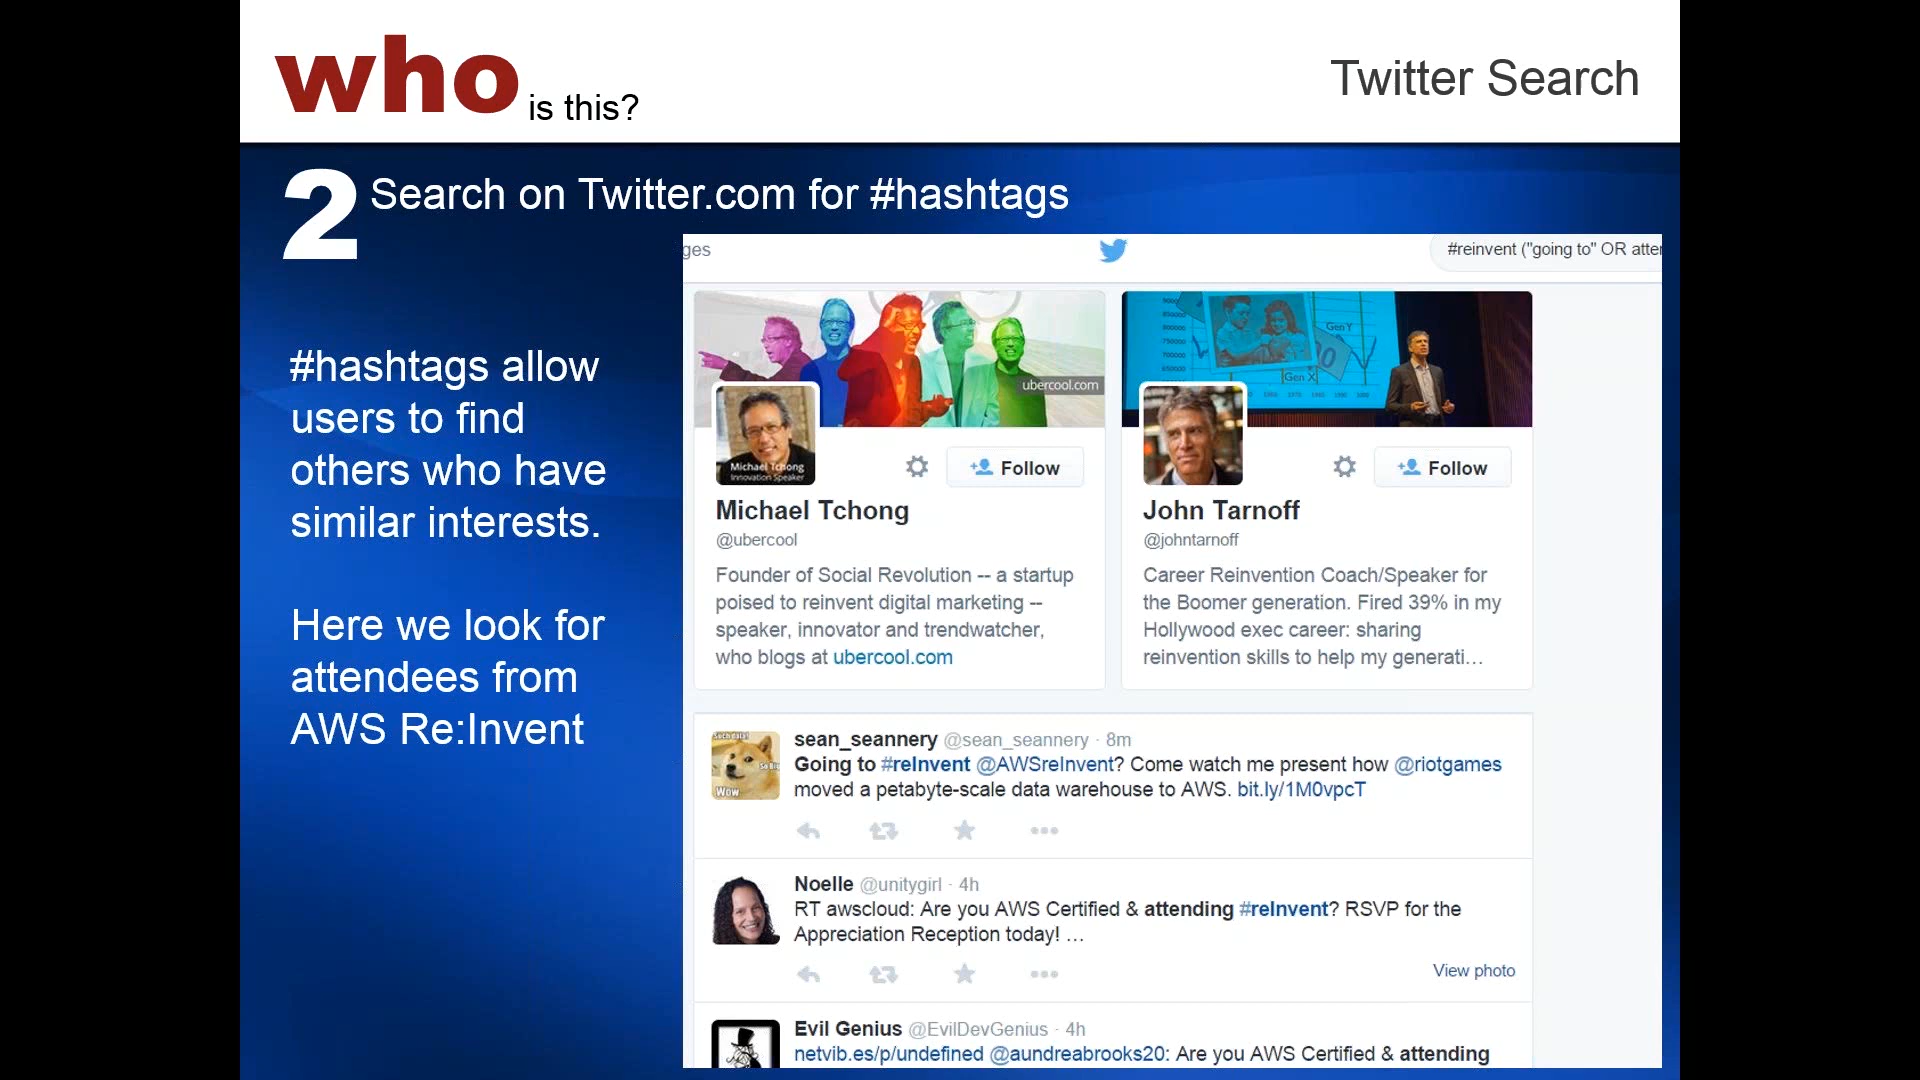 who is this?
Twitter Search
2 Search on Twitter.com for #hashtags
#hashtags allow
users to find
others who have
similar interests.
Here we look for
attendees from
AWS Re:Invent
ges
#reinvent ("going to" OR atter
ubercool.com
Michael Tchong
Innovation Speaker
Follow
Michael Tchong
@ubercool
Founder of Social Revolution -- a startup
poised to reinvent digital marketing --
speaker, innovator and trendwatcher,
who blogs at ubercool.com
Gen Y
Gen X
Follow
John Tarnoff
@johntarnoff
Career Reinvention Coach/Speaker for
the Boomer generation. Fired 39% in my
Hollywood exec career: sharing
reinvention skills to help my generati…
Such data!
Wow
sean_seannery @sean_seannery · 8m
Going to #reInvent @AWSreInvent? Come watch me present how @riotgames
moved a petabyte-scale data warehouse to AWS. bit.ly/1M0vpcT
Noelle @unitygirl · 4h
RT awscloud: Are you AWS Certified & attending #reInvent? RSVP for the
Appreciation Reception today! …
View photo
Evil Genius @EvilDevGenius · 4h
netvib.es/p/undefined @aundreabrooks20: Are you AWS Certified & attending